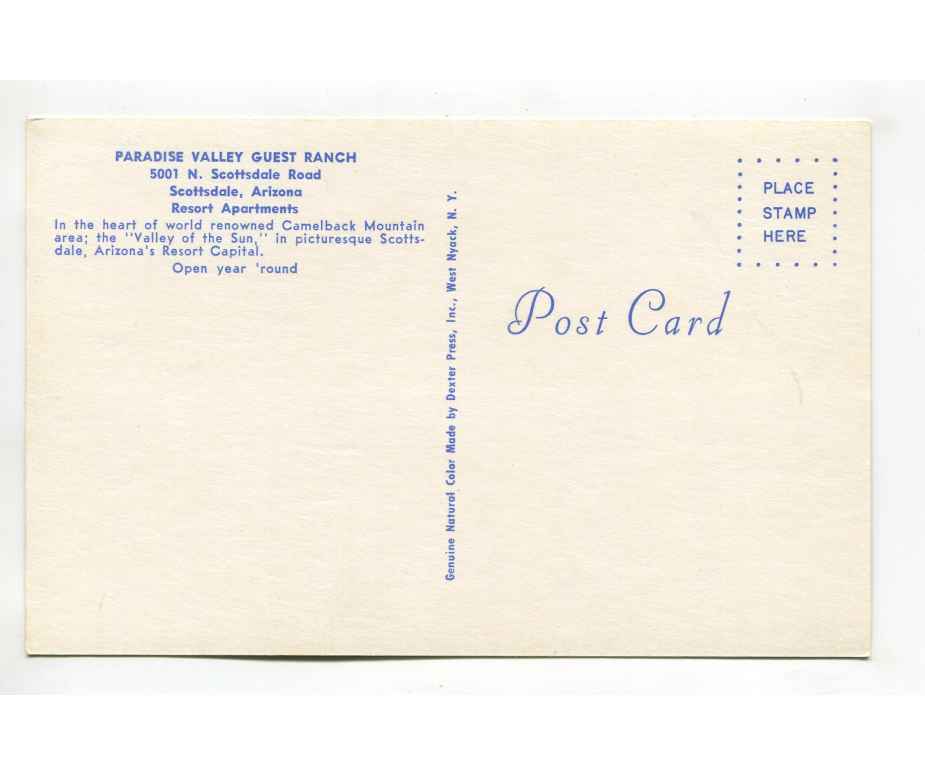 PARADISE VALLEY GUEST RANCH
5001 N. Scottsdale Road
Scottsdale, Arizona
Resort Apartments
In the heart of world renowned Camelback Mountain
area; the "Valley of the Sun," in picturesque Scotts-
dale, Arizona's Resort Capital.
Open year 'round
Genuine Natural Color Made by Dexter Press, Inc., West Nyack, N. Y.
PLACE
STAMP
HERE
Post Card